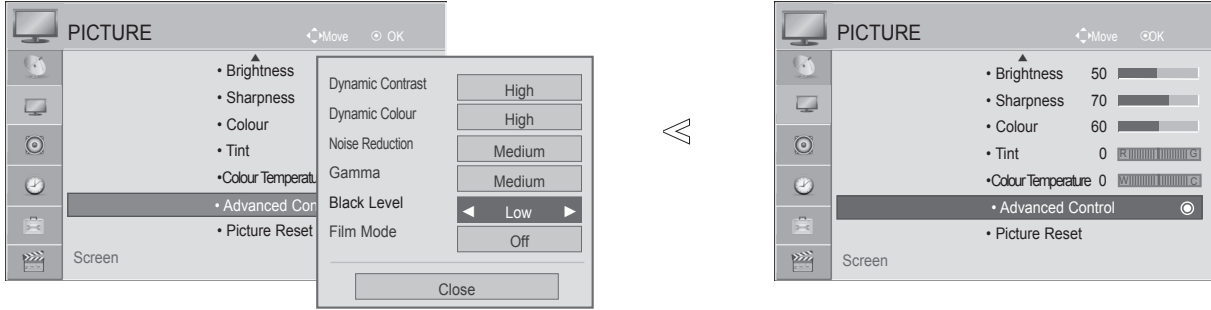 PICTURE
Move
OK
• Brightness
• Sharpness
• Colour
• Tint
•Colour Temperatu
• Advanced Con
• Picture Reset
Screen
Dynamic Contrast High
Dynamic Colour High
Noise Reduction Medium
Gamma Medium
Black Level ◀ Low ▶
Film Mode Off
Close
PICTURE
Move
OK
• Brightness 50
• Sharpness 70
• Colour 60
• Tint 0 R G
•Colour Temperature 0 W C
• Advanced Control
• Picture Reset
Screen